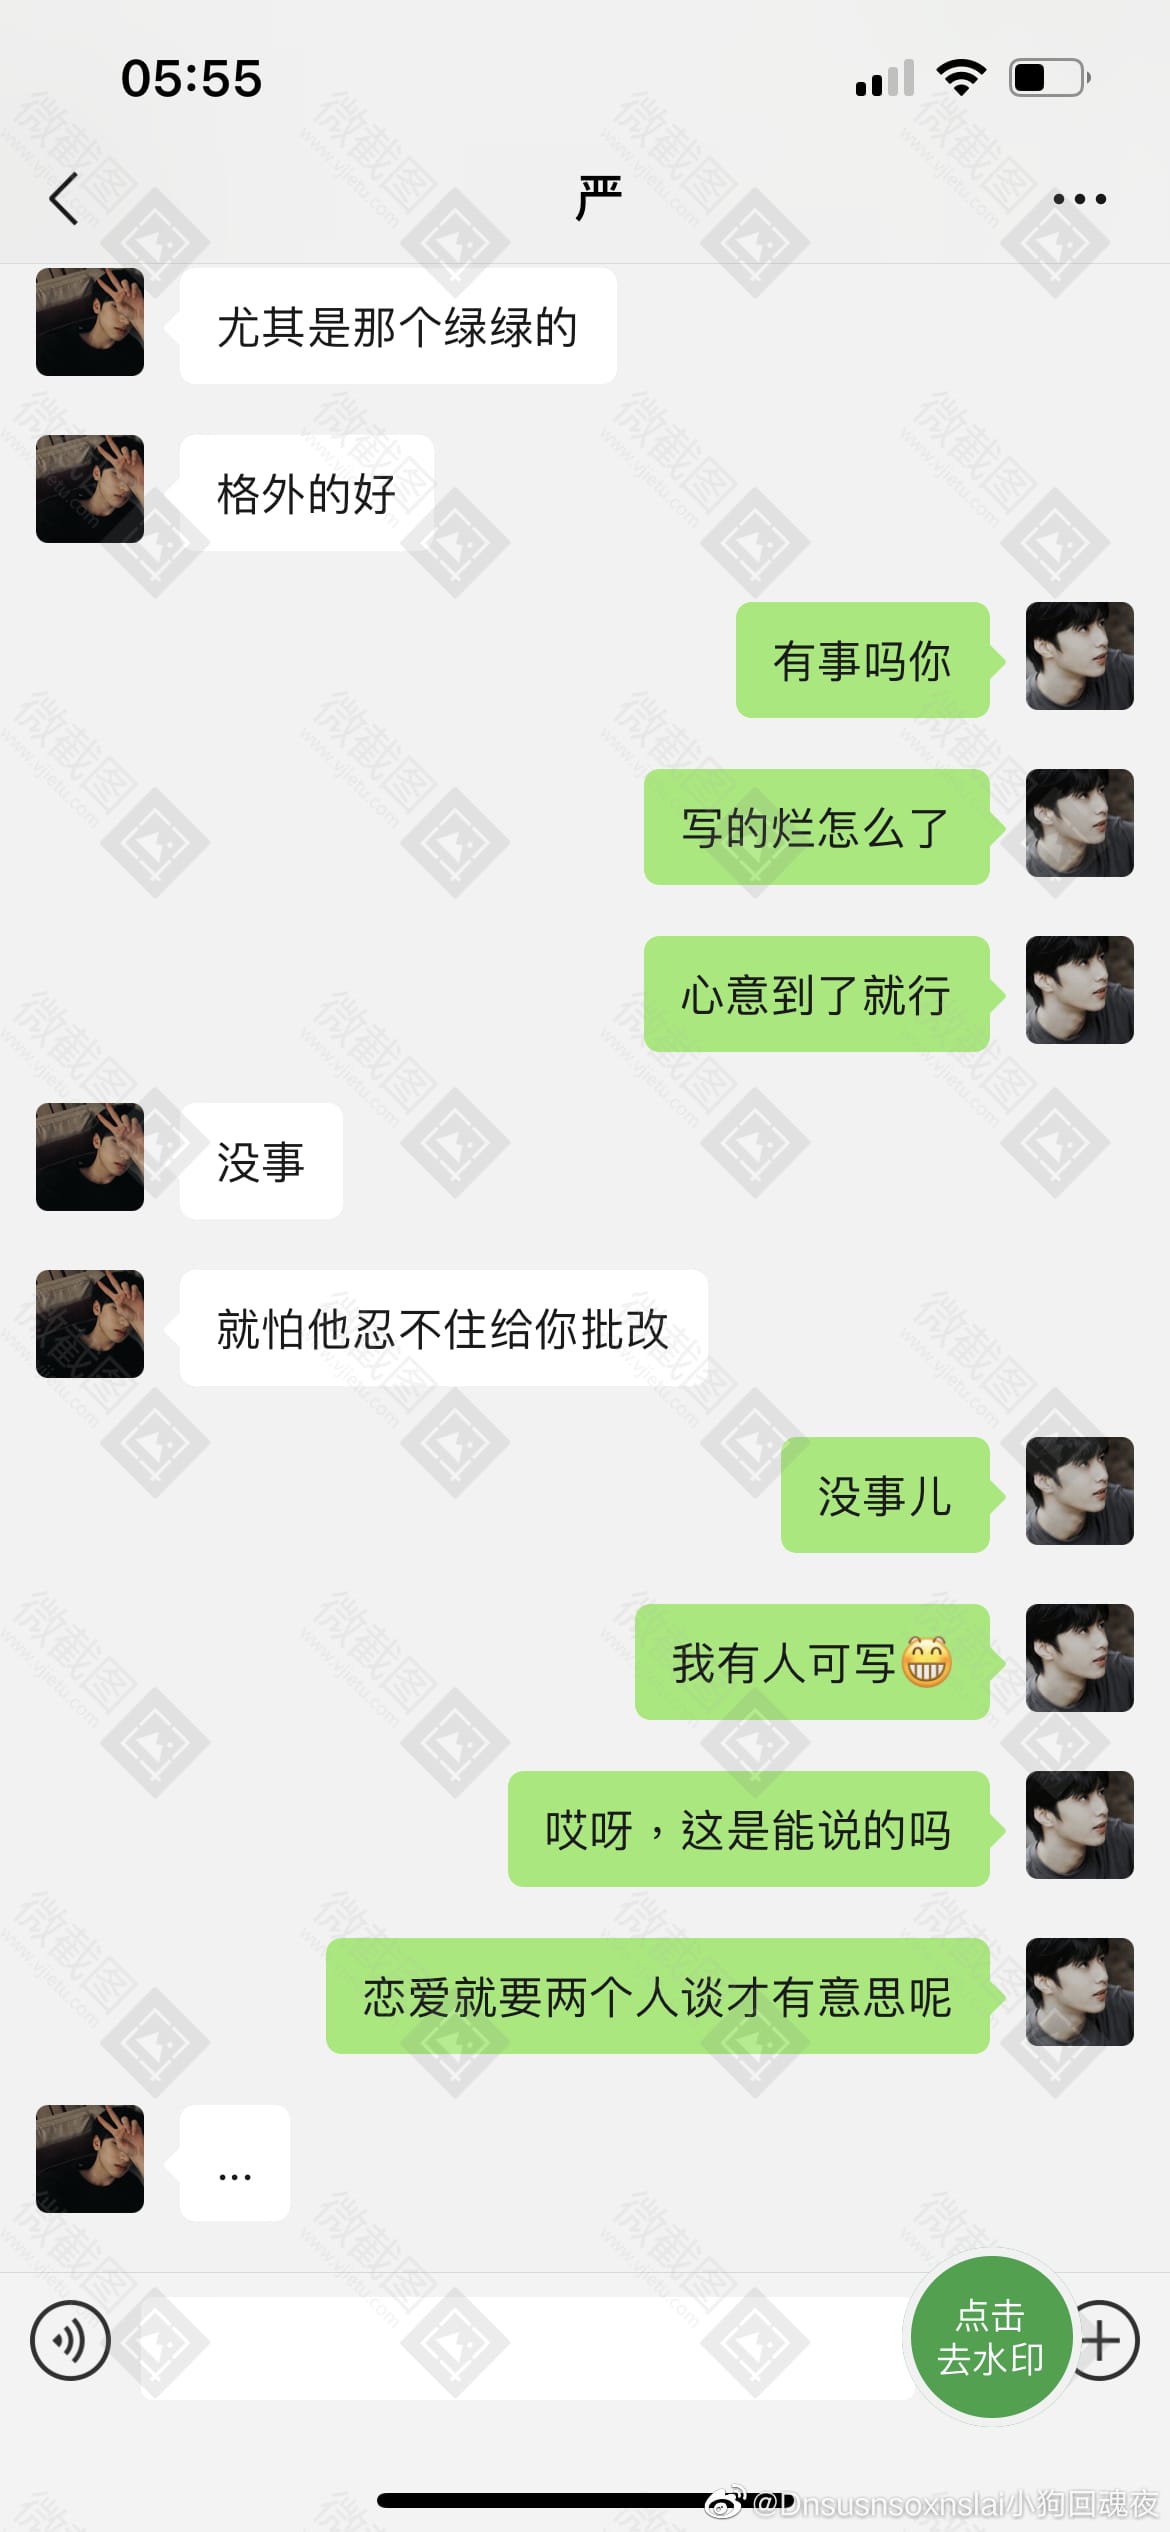 05:55
严
尤其是那个绿绿的
格外的好
有事吗你
写的烂怎么了
心意到了就行
没事
就怕他忍不住给你批改
没事儿
我有人可写😁
哎呀，这是能说的吗
恋爱就要两个人谈才有意思呢
...
点击
去水印
@Dnsusnsoxnslai小狗回魂夜
微截图
www.vjietu.com